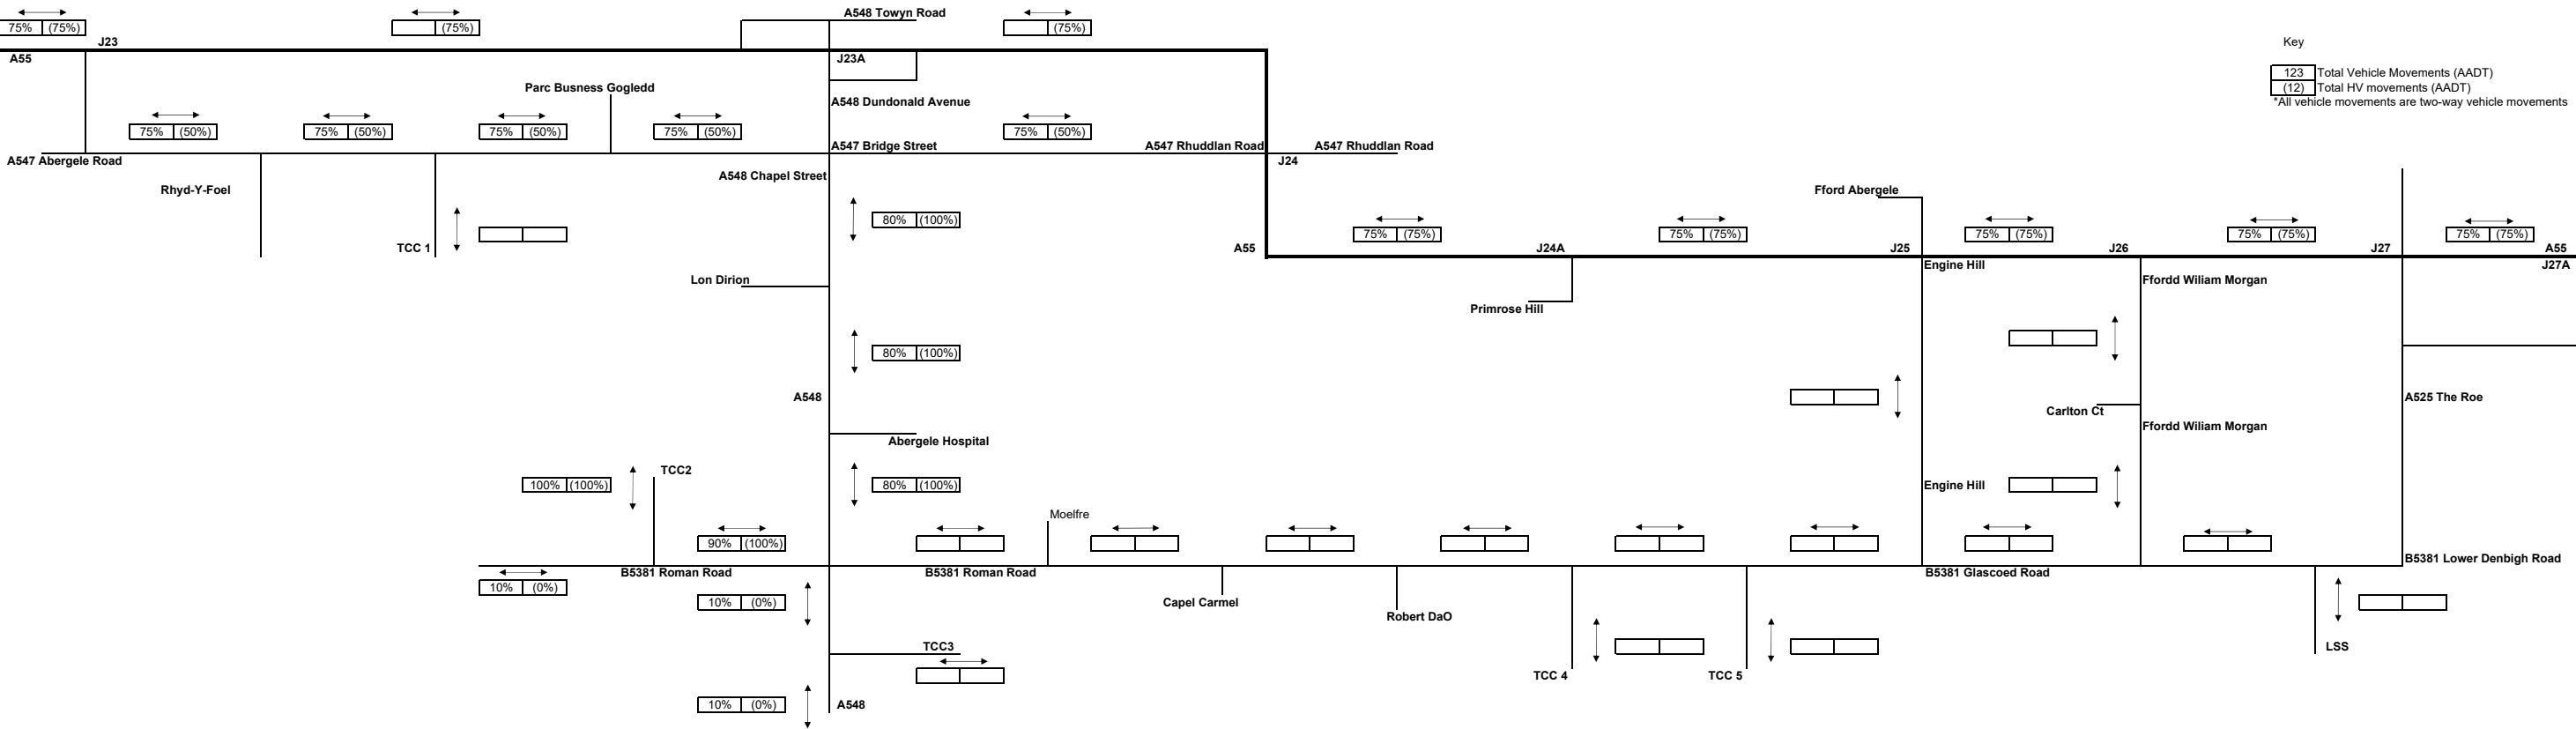 A548 Towyn Road
75% (75%)
(75%)
(75%)
J23
Key
A55
J23A
123 Total Vehicle Movements (AADT)
(12) Total HV movements (AADT)
*All vehicle movements are two-way vehicle movements
Parc Busness Gogledd
A548 Dundonald Avenue
75% (50%)
75% (50%)
75% (50%)
75% (50%)
75% (50%)
A547 Bridge Street
A547 Rhuddlan Road
A547 Rhuddlan Road
A547 Abergele Road
J24
A548 Chapel Street
Rhyd-Y-Foel
Fford Abergele
80% (100%)
75% (75%)
75% (75%)
75% (75%)
75% (75%)
75% (75%)
TCC 1
A55
J24A
J25
J26
J27
A55
Engine Hill
J27A
Lon Dirion
Ffordd Wiliam Morgan
Primrose Hill
80% (100%)
A548
A525 The Roe
Carlton Ct
Ffordd Wiliam Morgan
Abergele Hospital
TCC2
100% (100%)
80% (100%)
Engine Hill
Moelfre
90% (100%)
B5381 Lower Denbigh Road
B5381 Roman Road
B5381 Roman Road
B5381 Glascoed Road
10% (0%)
10% (0%)
Capel Carmel
Robert DaO
TCC3
LSS
TCC 4
TCC 5
10% (0%)
A548